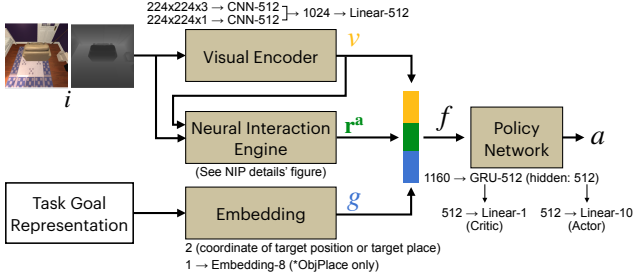 224x224x3 → CNN-512
224x224x1 → CNN-512
1024 → Linear-512
Visual Encoder
v
i
Neural Interaction
Engine
rᵃ
(See NIP details' figure)
f
Policy
Network
a
1160 → GRU-512 (hidden: 512)
512 → Linear-1
(Critic)
512 → Linear-10
(Actor)
Task Goal
Representation
Embedding
g
2 (coordinate of target position or target place)
1 → Embedding-8 (*ObjPlace only)